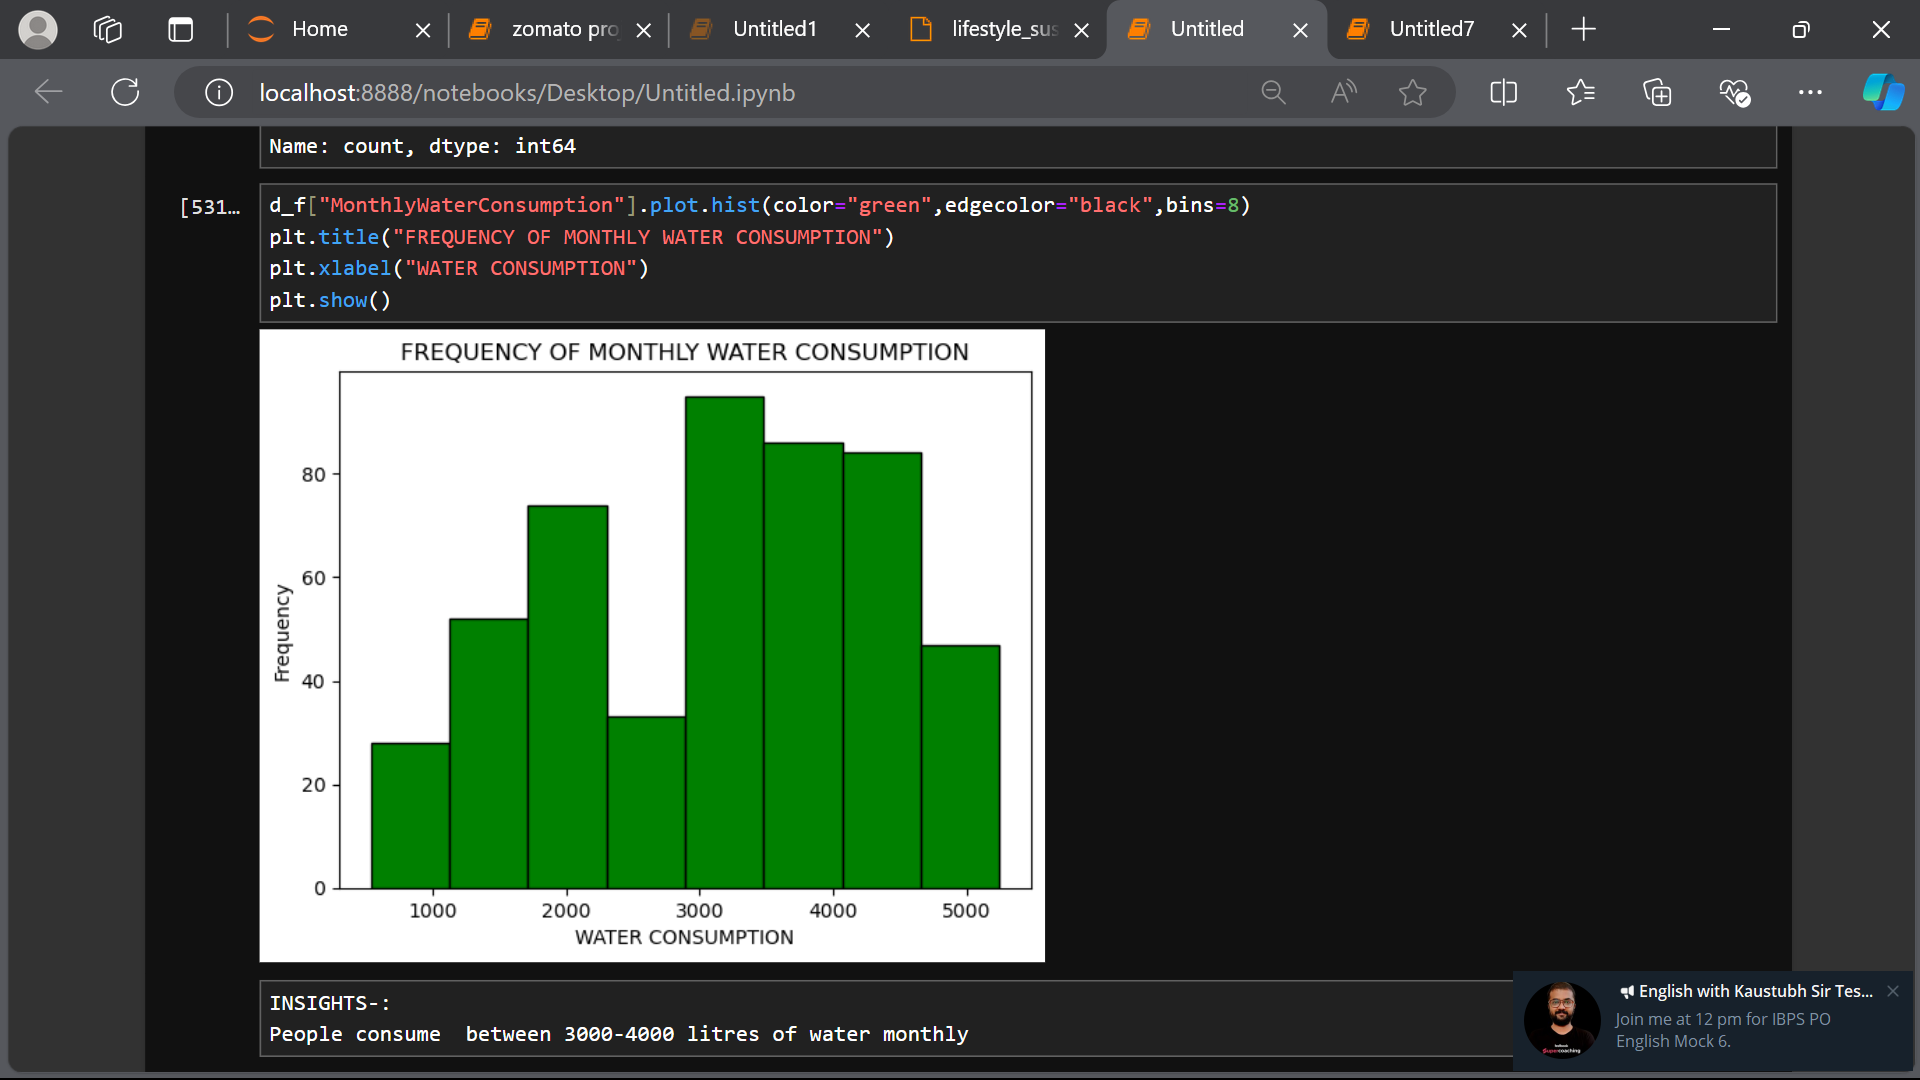 Home
zomato pro
Untitled1
lifestyle_sus
Untitled
Untitled7
localhost:8888/notebooks/Desktop/Untitled.ipynb
Name: count, dtype: int64
[531…
d_f["MonthlyWaterConsumption"].plot.hist(color="green",edgecolor="black",bins=8)
plt.title("FREQUENCY OF MONTHLY WATER CONSUMPTION")
plt.xlabel("WATER CONSUMPTION")
plt.show()
FREQUENCY OF MONTHLY WATER CONSUMPTION
80
60
40
20
0
Frequency
1000 2000 3000 4000 5000
WATER CONSUMPTION
INSIGHTS-:
People consume  between 3000-4000 litres of water monthly
English with Kaustubh Sir Tes...
Join me at 12 pm for IBPS PO
English Mock 6.